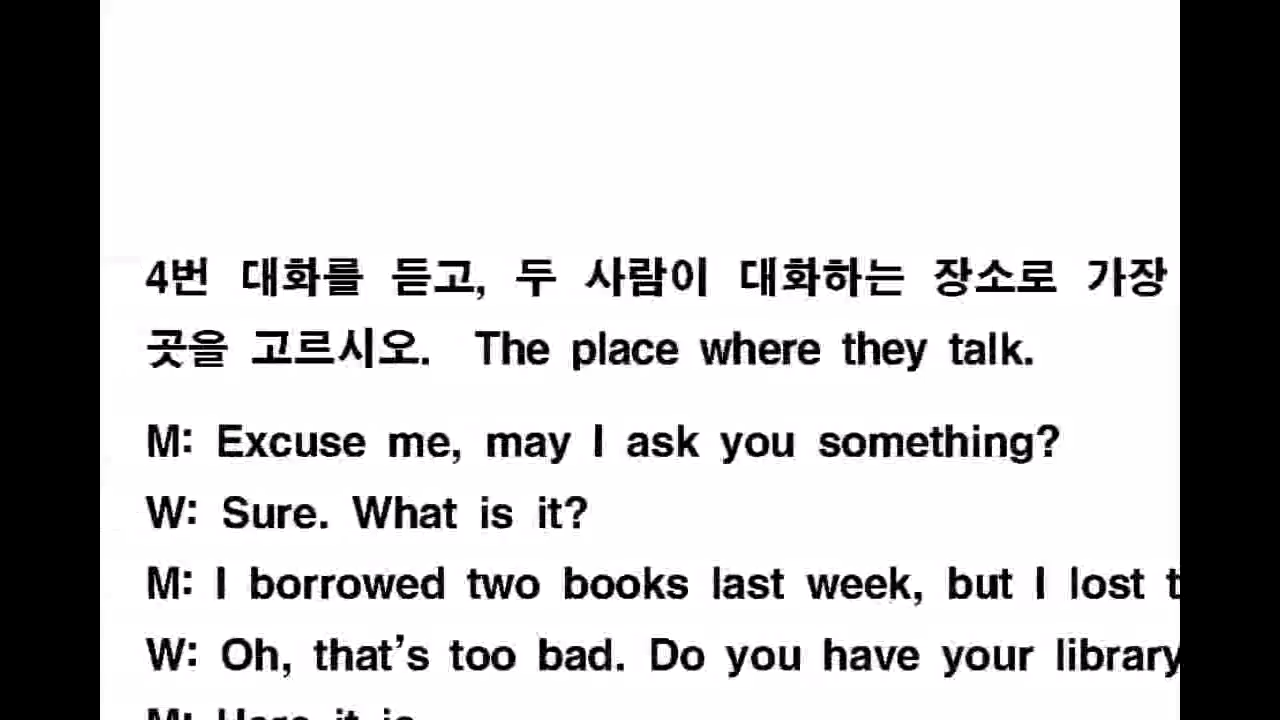 4번 대화를 듣고, 두 사람이 대화하는 장소로 가장
곳을 고르시오. The place where they talk.
M: Excuse me, may I ask you something?
W: Sure. What is it?
M: I borrowed two books last week, but I lost
W: Oh, that's too bad. Do you have your library
M: Here it is